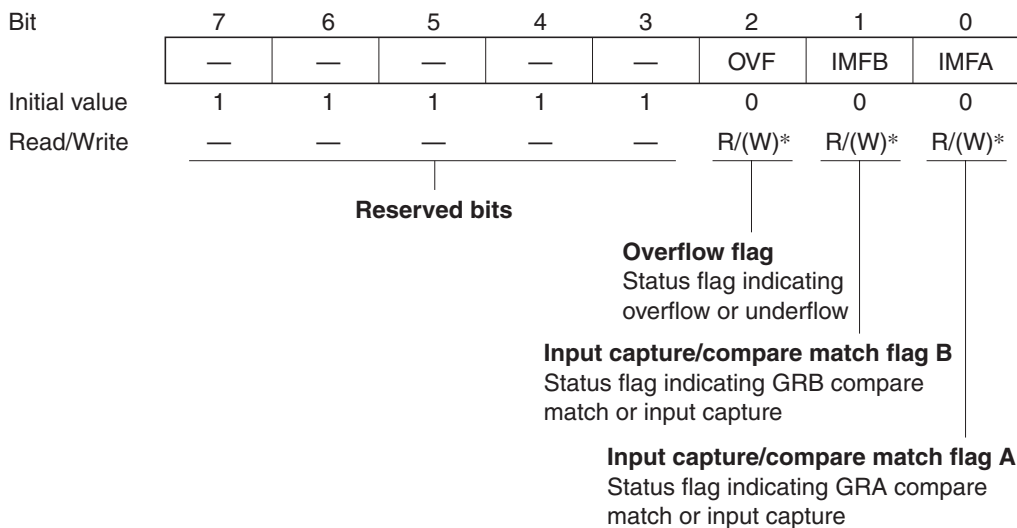 Bit 7 6 5 4 3 2 1 0
— — — — — OVF IMFB IMFA
Initial value 1 1 1 1 1 0 0 0
Read/Write — — — — — R/(W)* R/(W)* R/(W)*
Reserved bits
Overflow flag
Status flag indicating
overflow or underflow
Input capture/compare match flag B
Status flag indicating GRB compare
match or input capture
Input capture/compare match flag A
Status flag indicating GRA compare
match or input capture